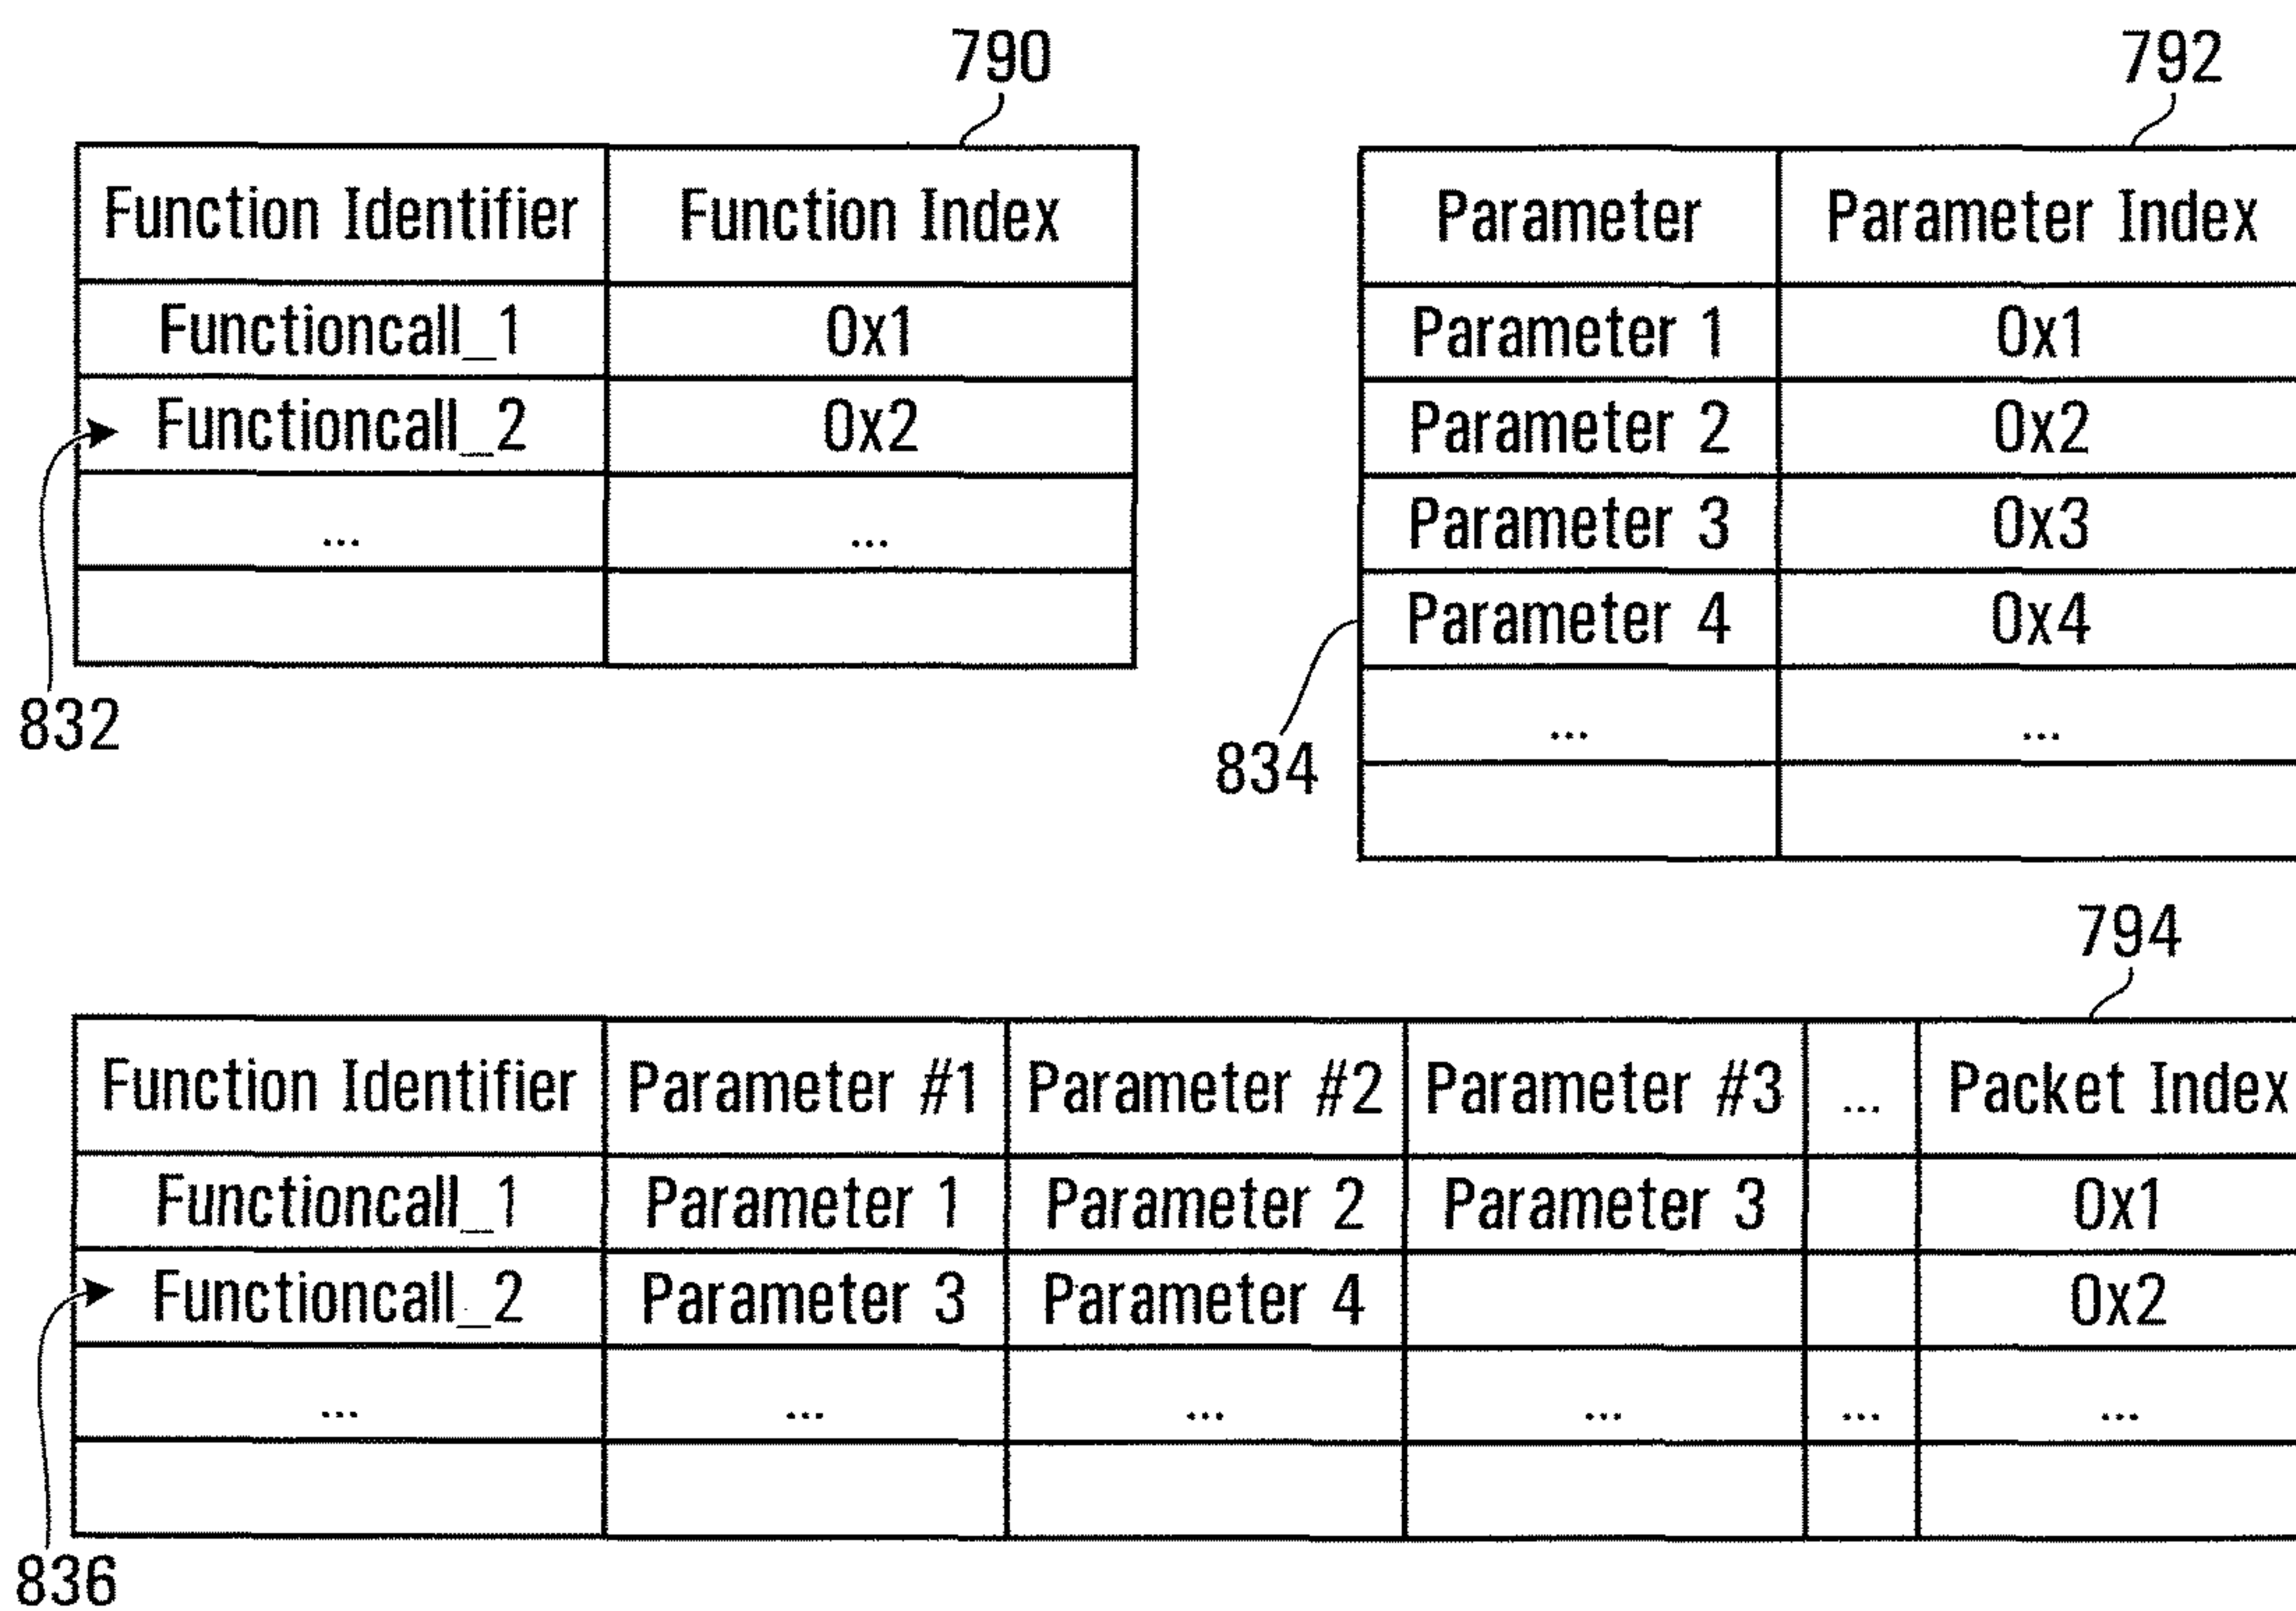 790
Function Identifier Function Index
Functioncall_1 0x1
Functioncall_2 0x2
... ...
832
792
Parameter Parameter Index
Parameter 1 0x1
Parameter 2 0x2
Parameter 3 0x3
Parameter 4 0x4
... ...
834
794
Function Identifier Parameter #1 Parameter #2 Parameter #3 ... Packet Index
Functioncall_1 Parameter 1 Parameter 2 Parameter 3 0x1
Functioncall_2 Parameter 3 Parameter 4 0x2
... ... ... ... ... ...
836